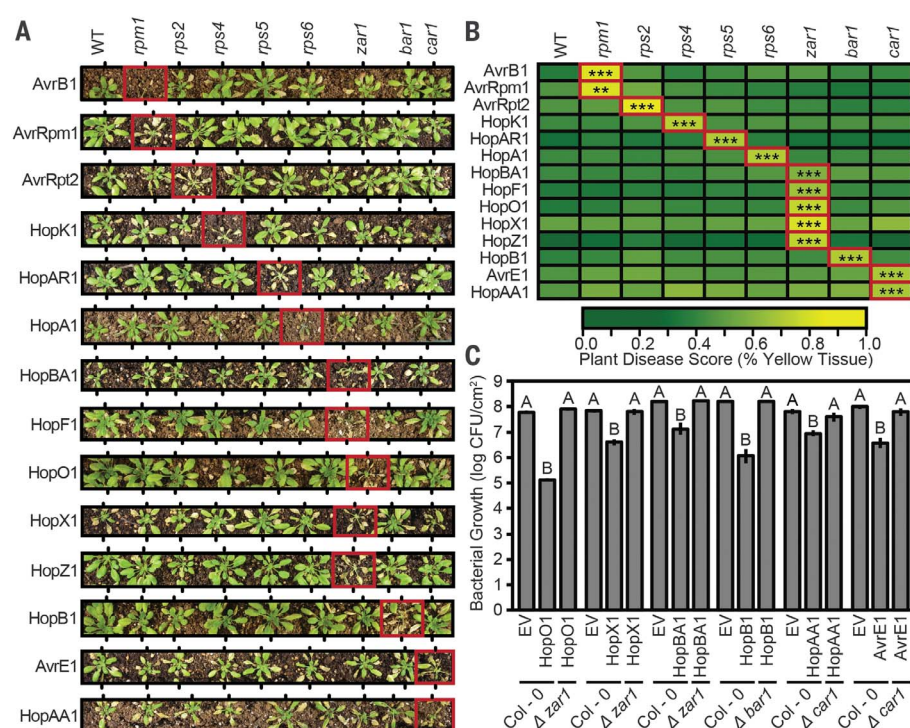 A
WT rpm1 rps2 rps4 rps5 rps6 zar1 bar1 car1
AvrB1
AvrRpm1
AvrRpt2
HopK1
HopAR1
HopA1
HopBA1
HopF1
HopO1
HopX1
HopZ1
HopB1
AvrE1
HopAA1
B
WT rpm1 rps2 rps4 rps5 rps6 zar1 bar1 car1
AvrB1 ***
AvrRpm1 **
AvrRpt2 ***
HopK1 ***
HopAR1 ***
HopA1 ***
HopBA1 ***
HopF1 ***
HopO1 ***
HopX1 ***
HopZ1 ***
HopB1 ***
AvrE1 ***
HopAA1 ***
0.0 0.2 0.4 0.6 0.8 1.0
Plant Disease Score (% Yellow Tissue)
C
Bacterial Growth (log CFU/cm²)
9
8
7
6
5
4
3
2
1
0
A B A A B A A B A A B A A B A A B A
EV HopO1 HopO1 EV HopX1 HopX1 EV HopBA1 HopBA1 EV HopB1 HopB1 EV HopAA1 HopAA1 EV AvrE1 AvrE1
Col - 0 Δ zar1 Col - 0 Δ zar1 Col - 0 Δ zar1 Col - 0 Δ bar1 Col - 0 Δ car1 Col - 0 Δ car1